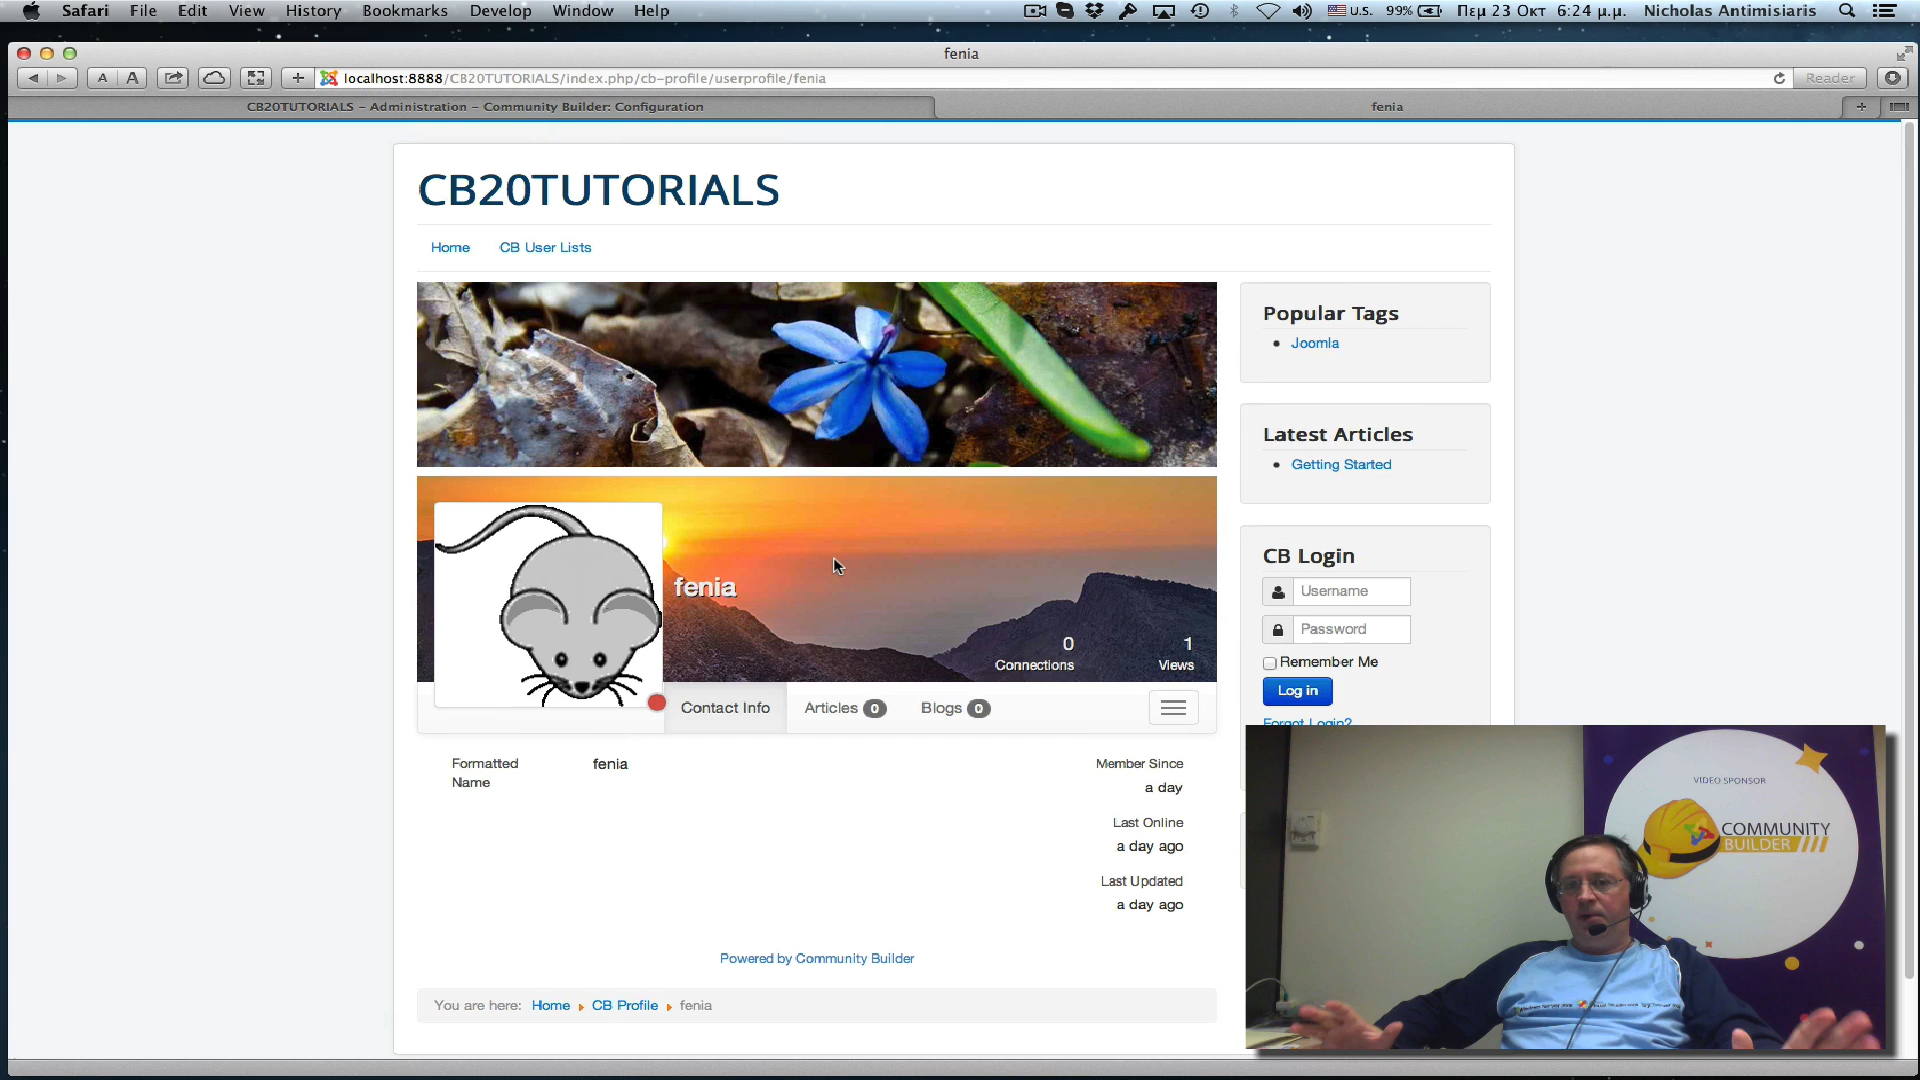 Safari File Edit View History Bookmarks Develop Window Help U.S. 99% Πεμ 23 Οκτ 6:24 μ.μ. Nicholas Antimisiaris
fenia
A A + localhost:8888/CB20TUTORIALS/index.php/cb-profile/userprofile/fenia Reader
CB20TUTORIALS – Administration – Community Builder: Configuration
fenia
CB20TUTORIALS
Home CB User Lists
Popular Tags
Joomla
Latest Articles
Getting Started
CB Login
Username
Password
Remember Me
Log in
Forgot Login?
fenia
0
Connections
1
Views
Contact Info Articles 0 Blogs 0
Formatted
Name
fenia
Member Since
a day
Last Online
a day ago
Last Updated
a day ago
Powered by Community Builder
You are here: Home CB Profile fenia
VIDEO SPONSOR
COMMUNITY
BUILDER